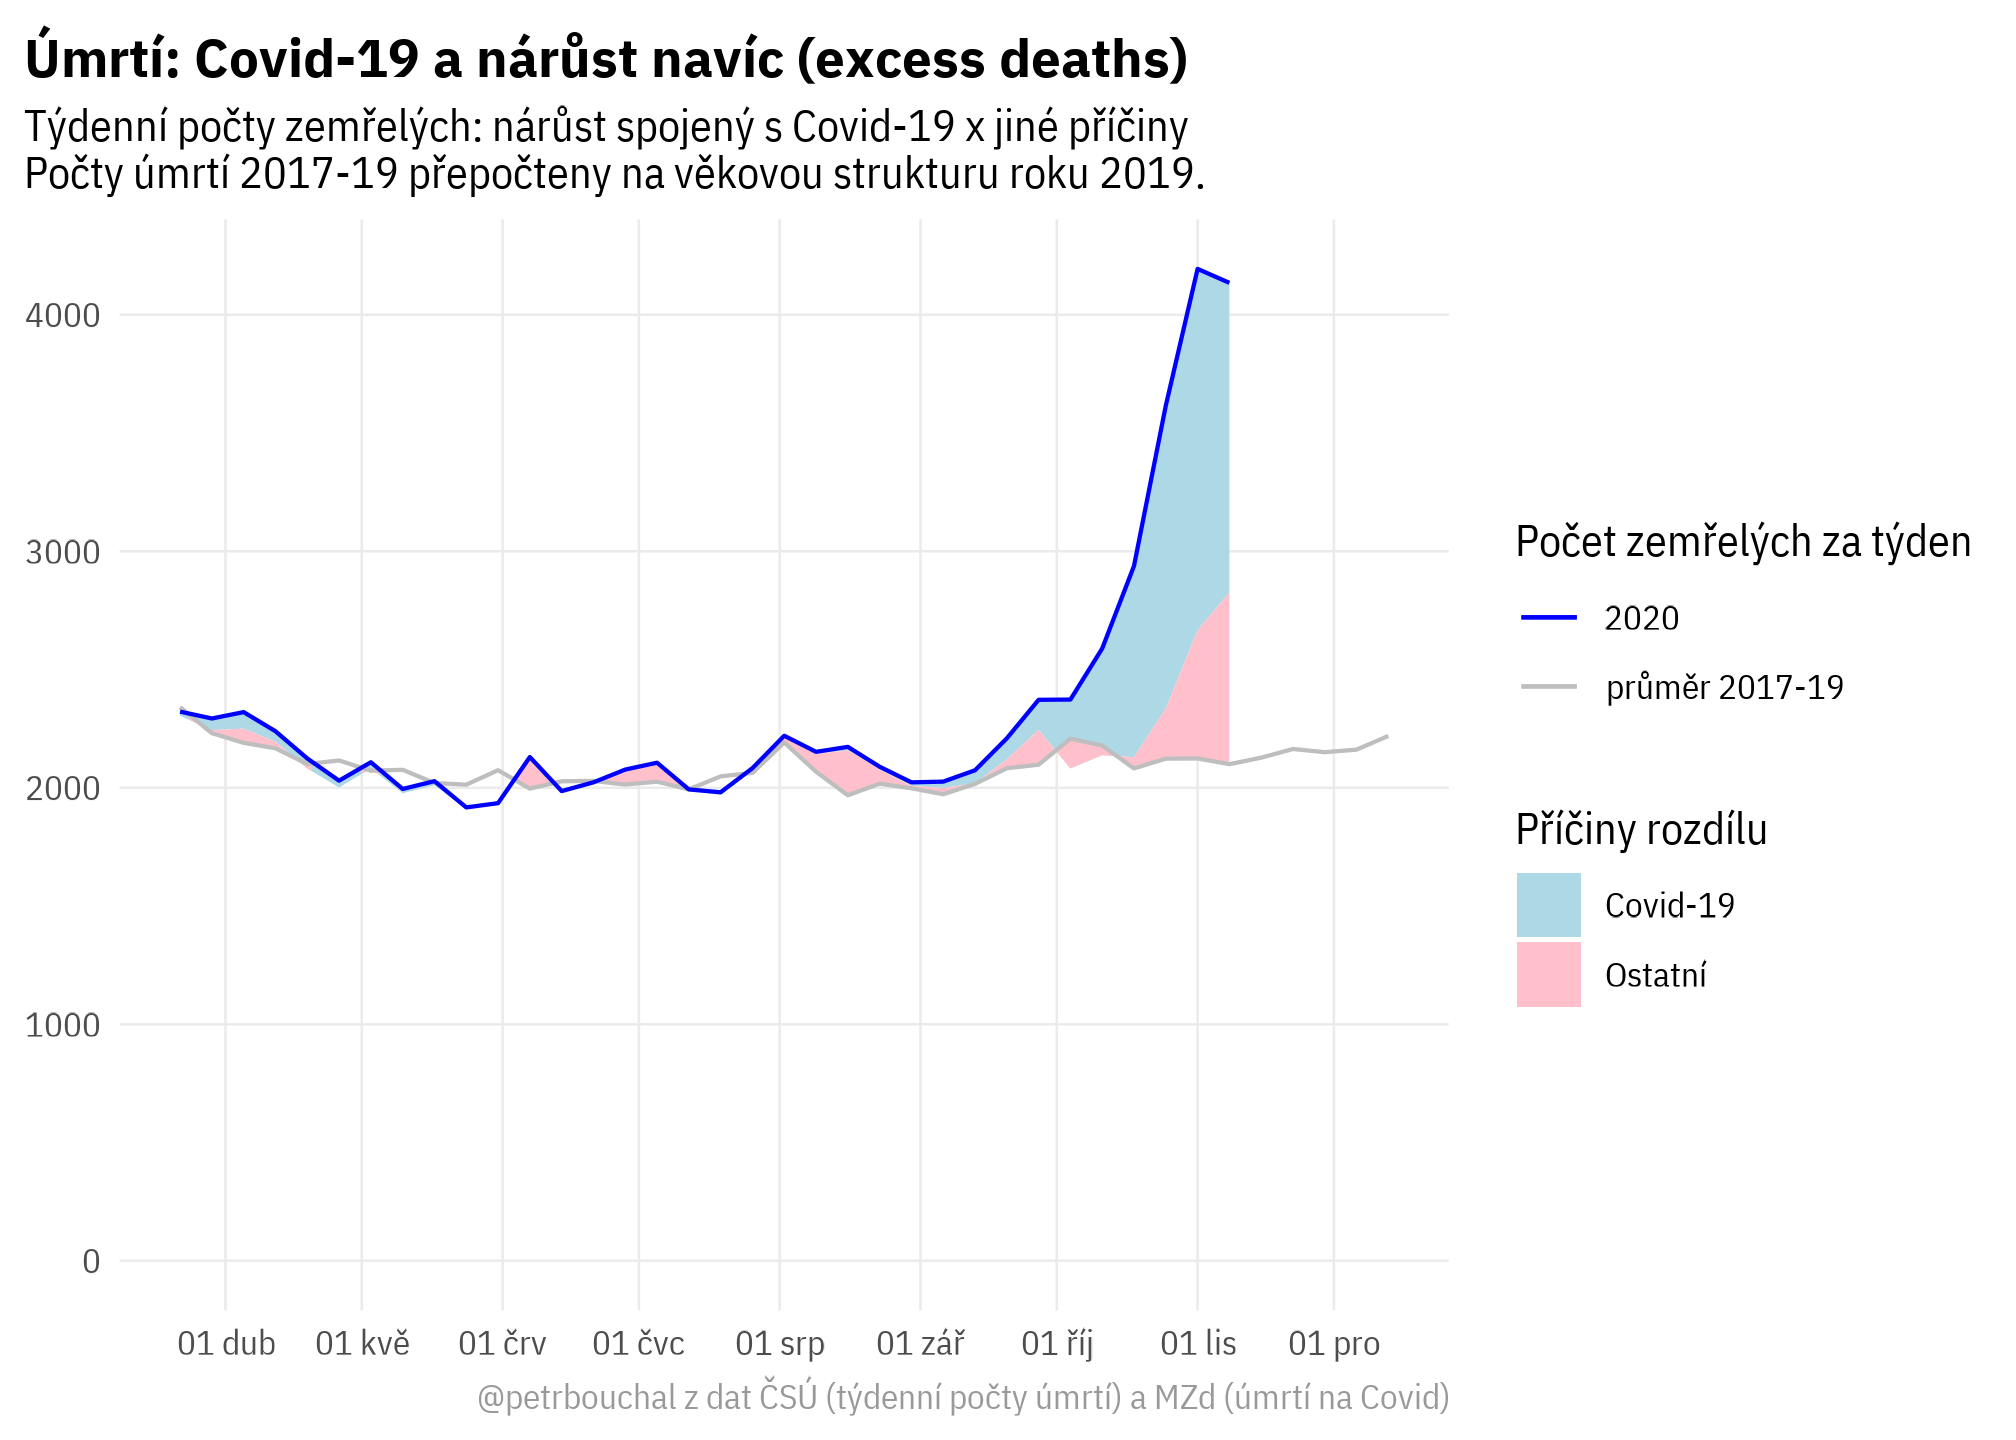 Úmrtí: Covid-19 a nárůst navíc (excess deaths)
Týdenní počty zemřelých: nárůst spojený s Covid-19 x jiné příčiny
Počty úmrtí 2017-19 přepočteny na věkovou strukturu roku 2019.
4000
3000
2000
1000
0
01 dub
01 kvě
01 črv
01 čvc
01 srp
01 zář
01 říj
01 lis
01 pro
Počet zemřelých za týden
2020
průměr 2017-19
Příčiny rozdílu
Covid-19
Ostatní
@petrbouchal z dat ČSÚ (týdenní počty úmrtí) a MZd (úmrtí na Covid)